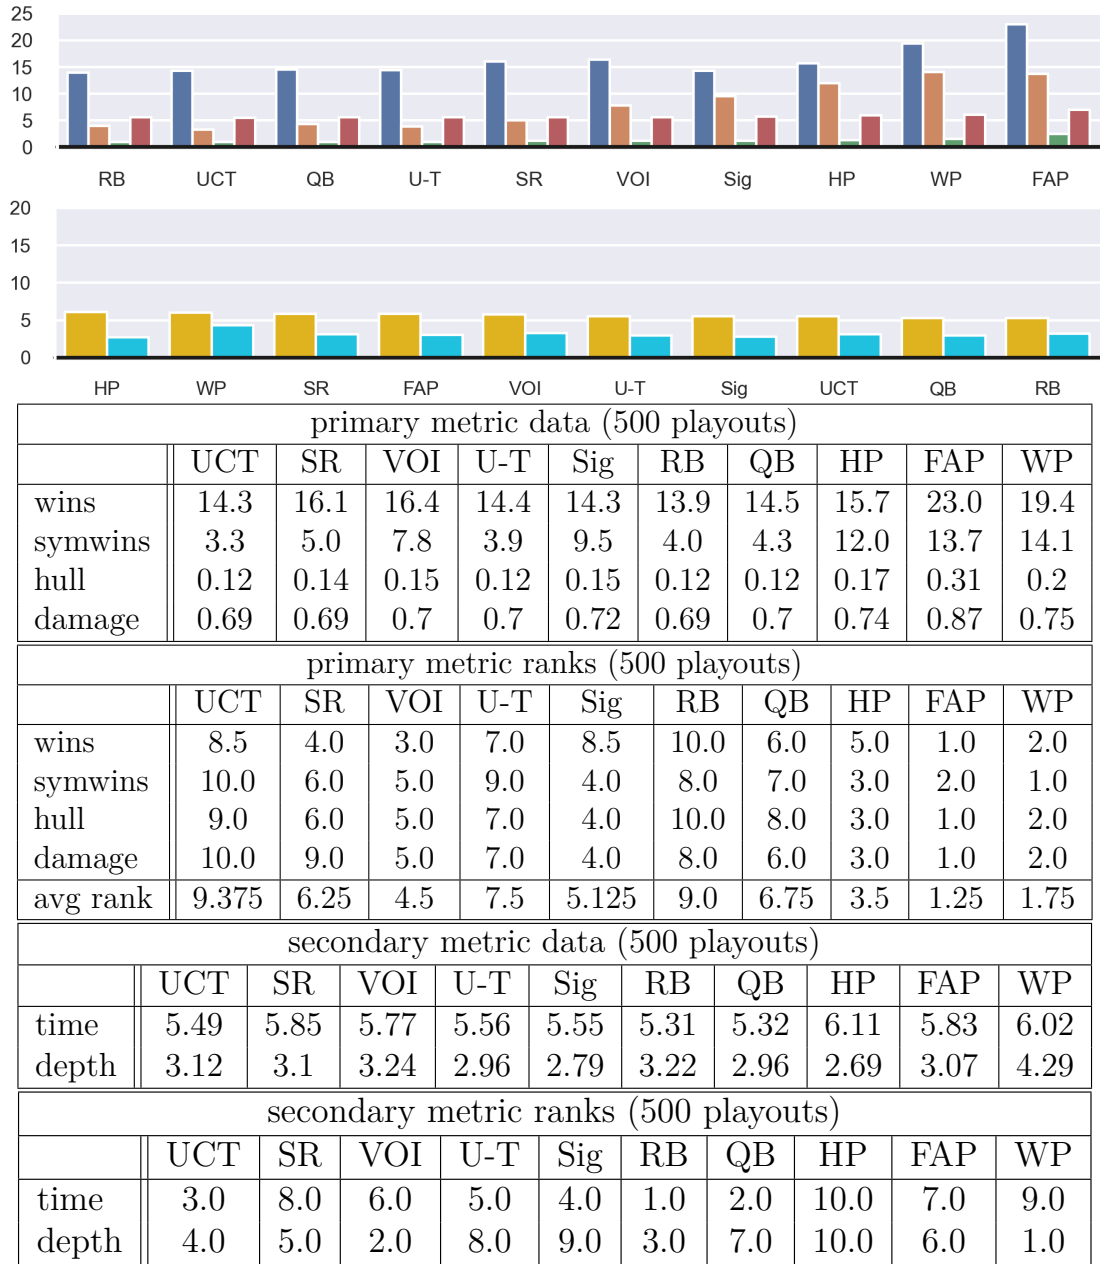 25
20
15
10
5
0
RB UCT QB U-T SR VOI Sig HP WP FAP
20
15
10
5
0
HP WP SR FAP VOI U-T Sig UCT QB RB
primary metric data (500 playouts)
UCT SR VOI U-T Sig RB QB HP FAP WP
wins 14.3 16.1 16.4 14.4 14.3 13.9 14.5 15.7 23.0 19.4
symwins 3.3 5.0 7.8 3.9 9.5 4.0 4.3 12.0 13.7 14.1
hull 0.12 0.14 0.15 0.12 0.15 0.12 0.12 0.17 0.31 0.2
damage 0.69 0.69 0.7 0.7 0.72 0.69 0.7 0.74 0.87 0.75
primary metric ranks (500 playouts)
UCT SR VOI U-T Sig RB QB HP FAP WP
wins 8.5 4.0 3.0 7.0 8.5 10.0 6.0 5.0 1.0 2.0
symwins 10.0 6.0 5.0 9.0 4.0 8.0 7.0 3.0 2.0 1.0
hull 9.0 6.0 5.0 7.0 4.0 10.0 8.0 3.0 1.0 2.0
damage 10.0 9.0 5.0 7.0 4.0 8.0 6.0 3.0 1.0 2.0
avg rank 9.375 6.25 4.5 7.5 5.125 9.0 6.75 3.5 1.25 1.75
secondary metric data (500 playouts)
UCT SR VOI U-T Sig RB QB HP FAP WP
time 5.49 5.85 5.77 5.56 5.55 5.31 5.32 6.11 5.83 6.02
depth 3.12 3.1 3.24 2.96 2.79 3.22 2.96 2.69 3.07 4.29
secondary metric ranks (500 playouts)
UCT SR VOI U-T Sig RB QB HP FAP WP
time 3.0 8.0 6.0 5.0 4.0 1.0 2.0 10.0 7.0 9.0
depth 4.0 5.0 2.0 8.0 9.0 3.0 7.0 10.0 6.0 1.0